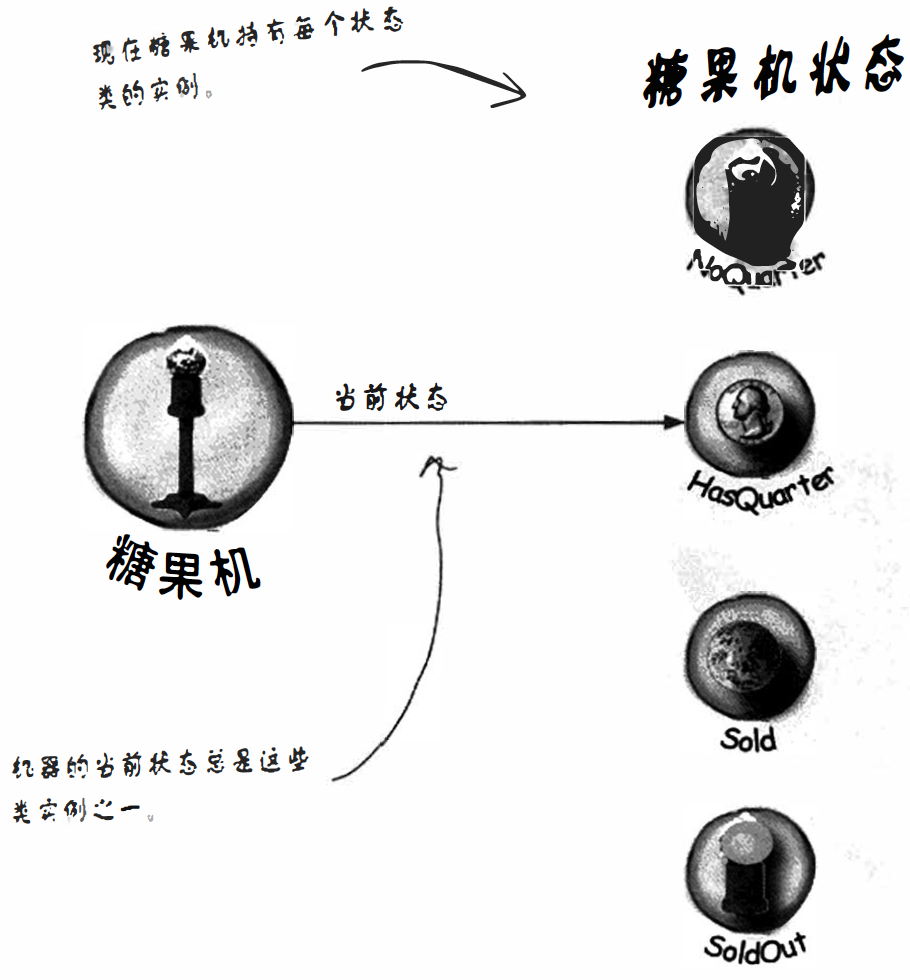 现在糖果机持有每个状态
类的实例。
糖果机状态
NoQuarter
当前状态
HasQuarter
糖果机
Sold
机器的当前状态总是这些
类实例之一。
SoldOut